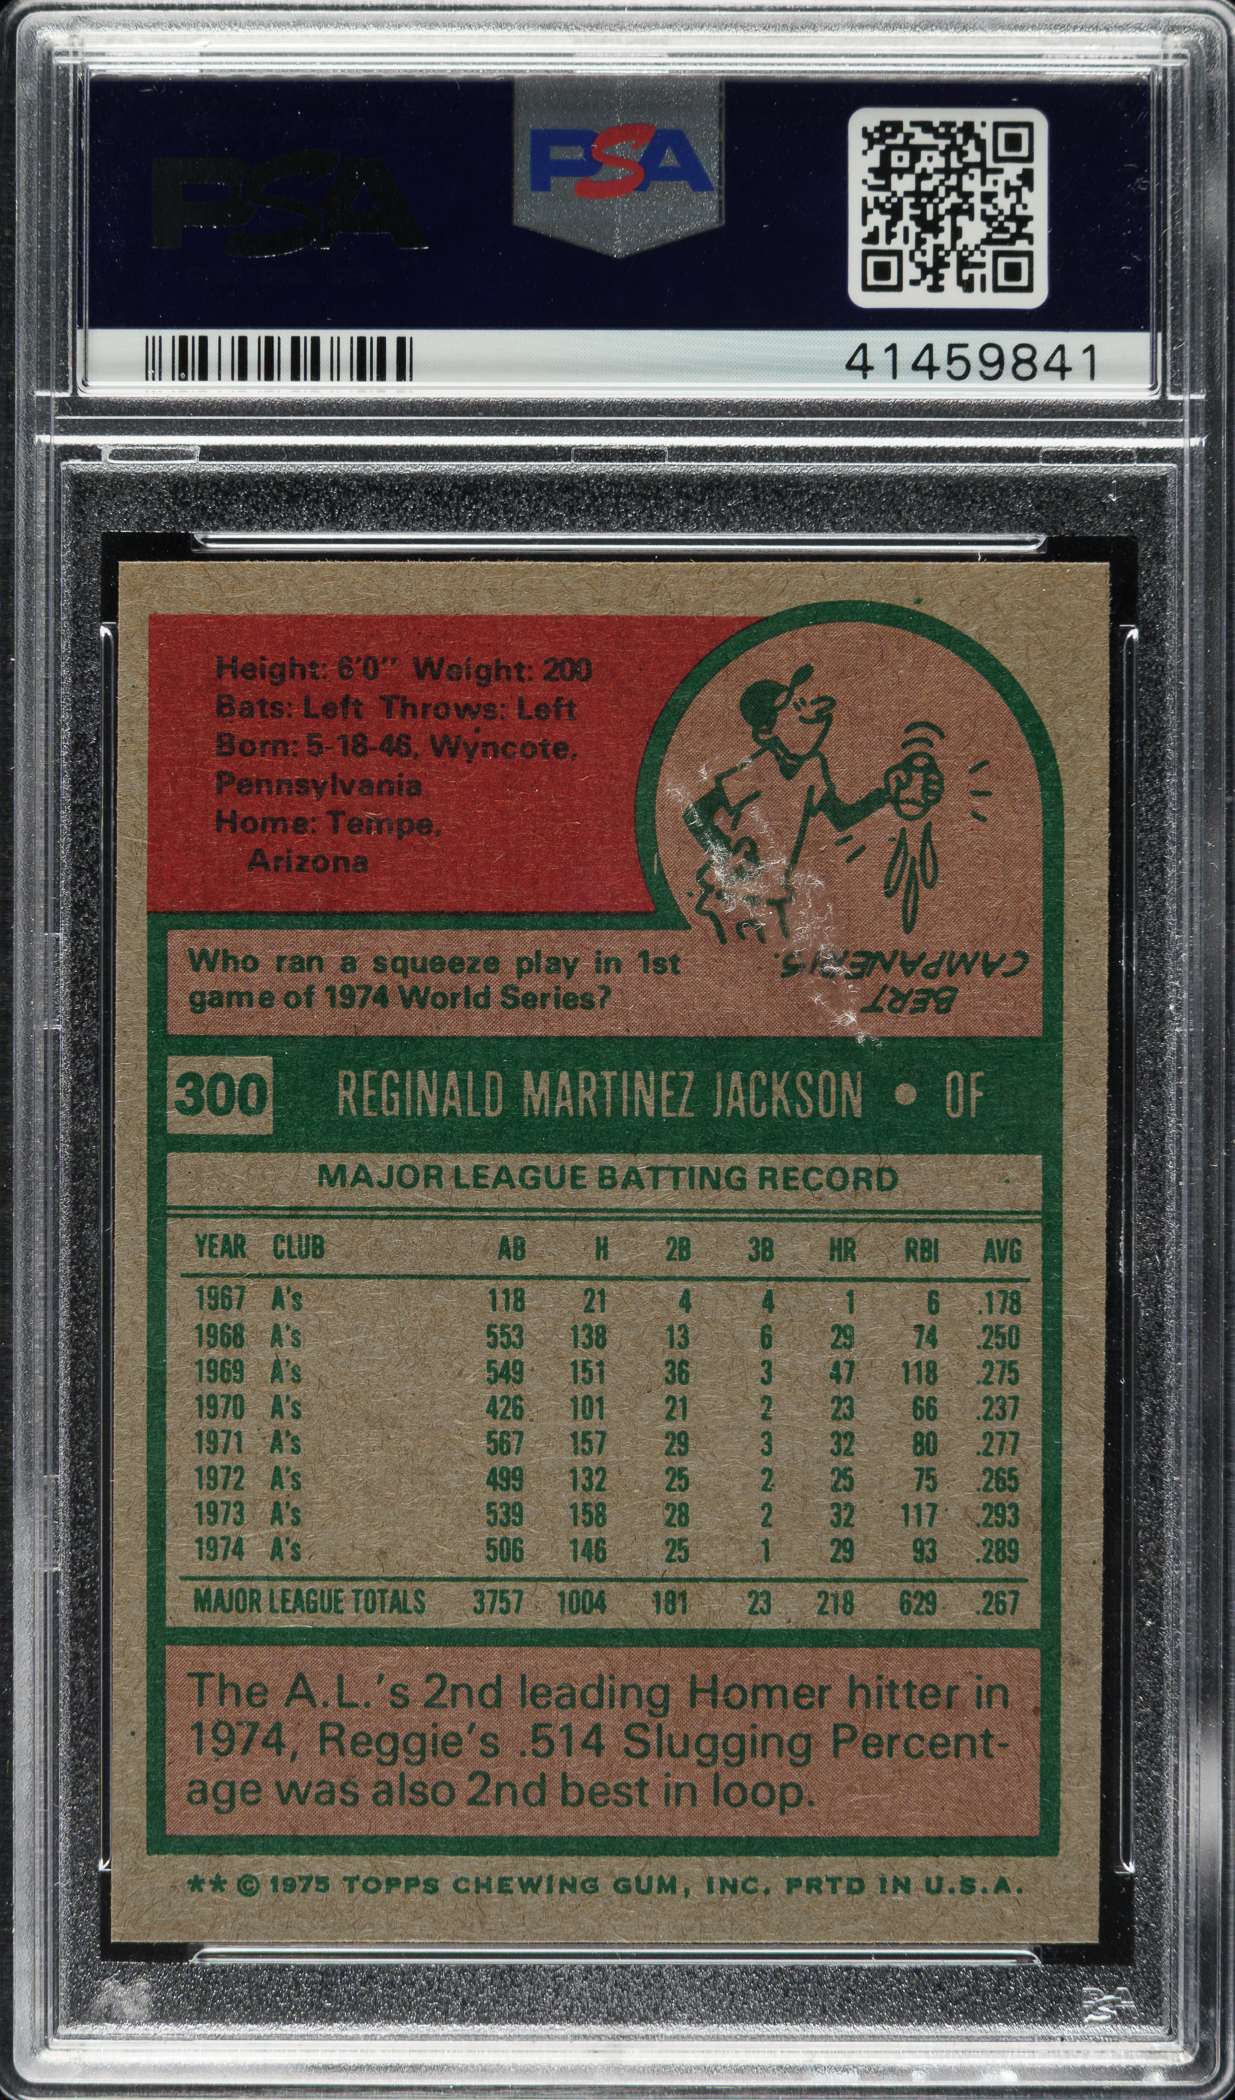 PSA
PSA
41459841
Height: 6'0" Weight: 200
Bats: Left Throws: Left
Born: 5-18-46, Wyncote,
Pennsylvania
Home: Tempe,
Arizona
Who ran a squeeze play in 1st
game of 1974 World Series?
BERT
CAMPANERIS.
300 REGINALD MARTINEZ JACKSON • OF
MAJOR LEAGUE BATTING RECORD
YEAR CLUB AB H 2B 3B HR RBI AVG
1967 A's 118 21 4 4 1 6 .178
1968 A's 553 138 13 6 29 74 .250
1969 A's 549 151 36 3 47 118 .275
1970 A's 426 101 21 2 23 66 .237
1971 A's 567 157 29 3 32 80 .277
1972 A's 499 132 25 2 25 75 .265
1973 A's 539 158 28 2 32 117 .293
1974 A's 506 146 25 1 29 93 .289
MAJOR LEAGUE TOTALS 3757 1004 181 23 218 629 .267
The A.L.'s 2nd leading Homer hitter in
1974, Reggie's .514 Slugging Percent-
age was also 2nd best in loop.
** © 1975 TOPPS CHEWING GUM, INC. PRTD IN U.S.A.
PSA